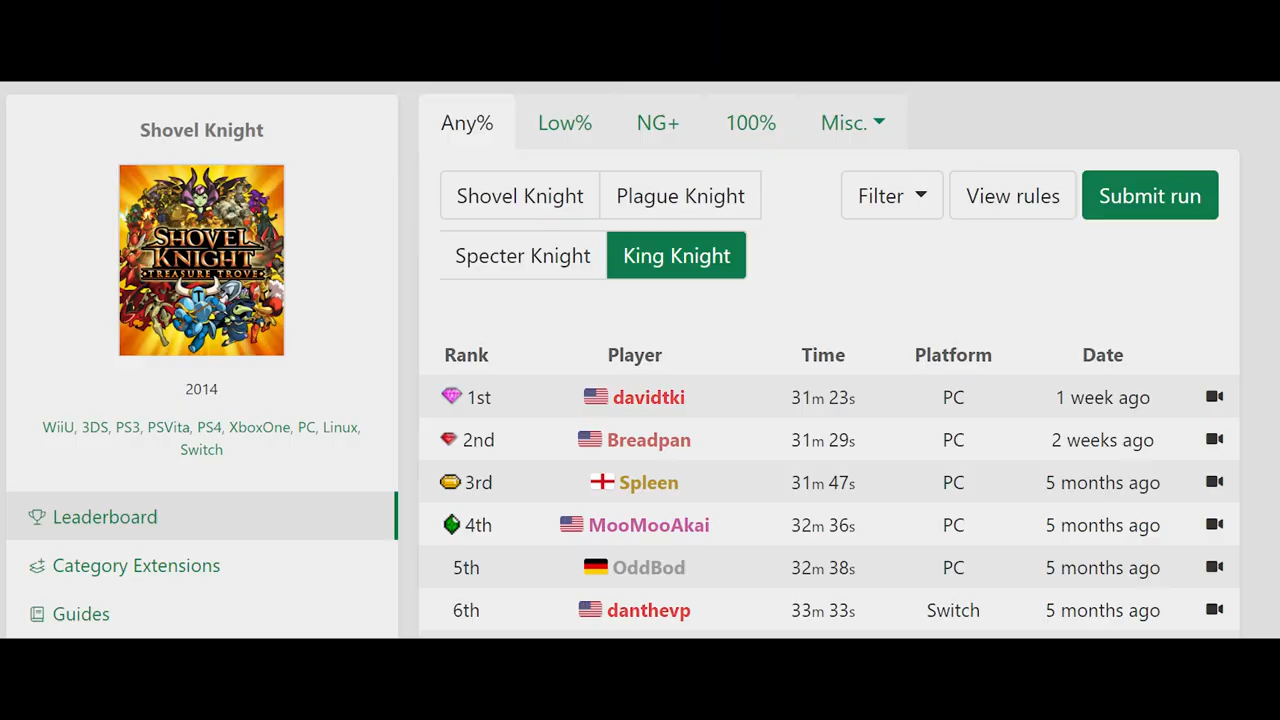 Shovel Knight
SHOVEL
KNIGHT
TREASURE TROVE
2014
WiiU, 3DS, PS3, PSVita, PS4, XboxOne, PC, Linux,
Switch
Leaderboard
Category Extensions
Guides
Any% Low% NG+ 100% Misc.
Shovel Knight Plague Knight Filter View rules Submit run
Specter Knight King Knight
Rank Player Time Platform Date
1st davidtki 31m 23s PC 1 week ago
2nd Breadpan 31m 29s PC 2 weeks ago
3rd Spleen 31m 47s PC 5 months ago
4th MooMooAkai 32m 36s PC 5 months ago
5th OddBod 32m 38s PC 5 months ago
6th danthevp 33m 33s Switch 5 months ago